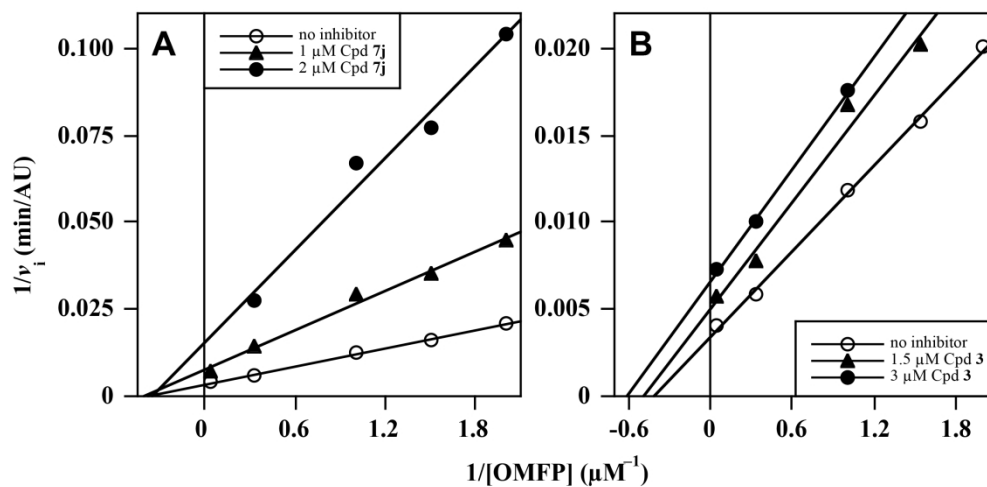 A
no inhibitor
1 µM Cpd 7j
2 µM Cpd 7j
0.100
0.075
0.050
0.025
0
0
0.6
1.2
1.8
B
0.020
0.015
0.010
0.005
0
no inhibitor
1.5 µM Cpd 3
3 µM Cpd 3
-0.6
0
0.6
1.2
1.8
1/vi (min/AU)
1/[OMFP] (µM⁻¹)